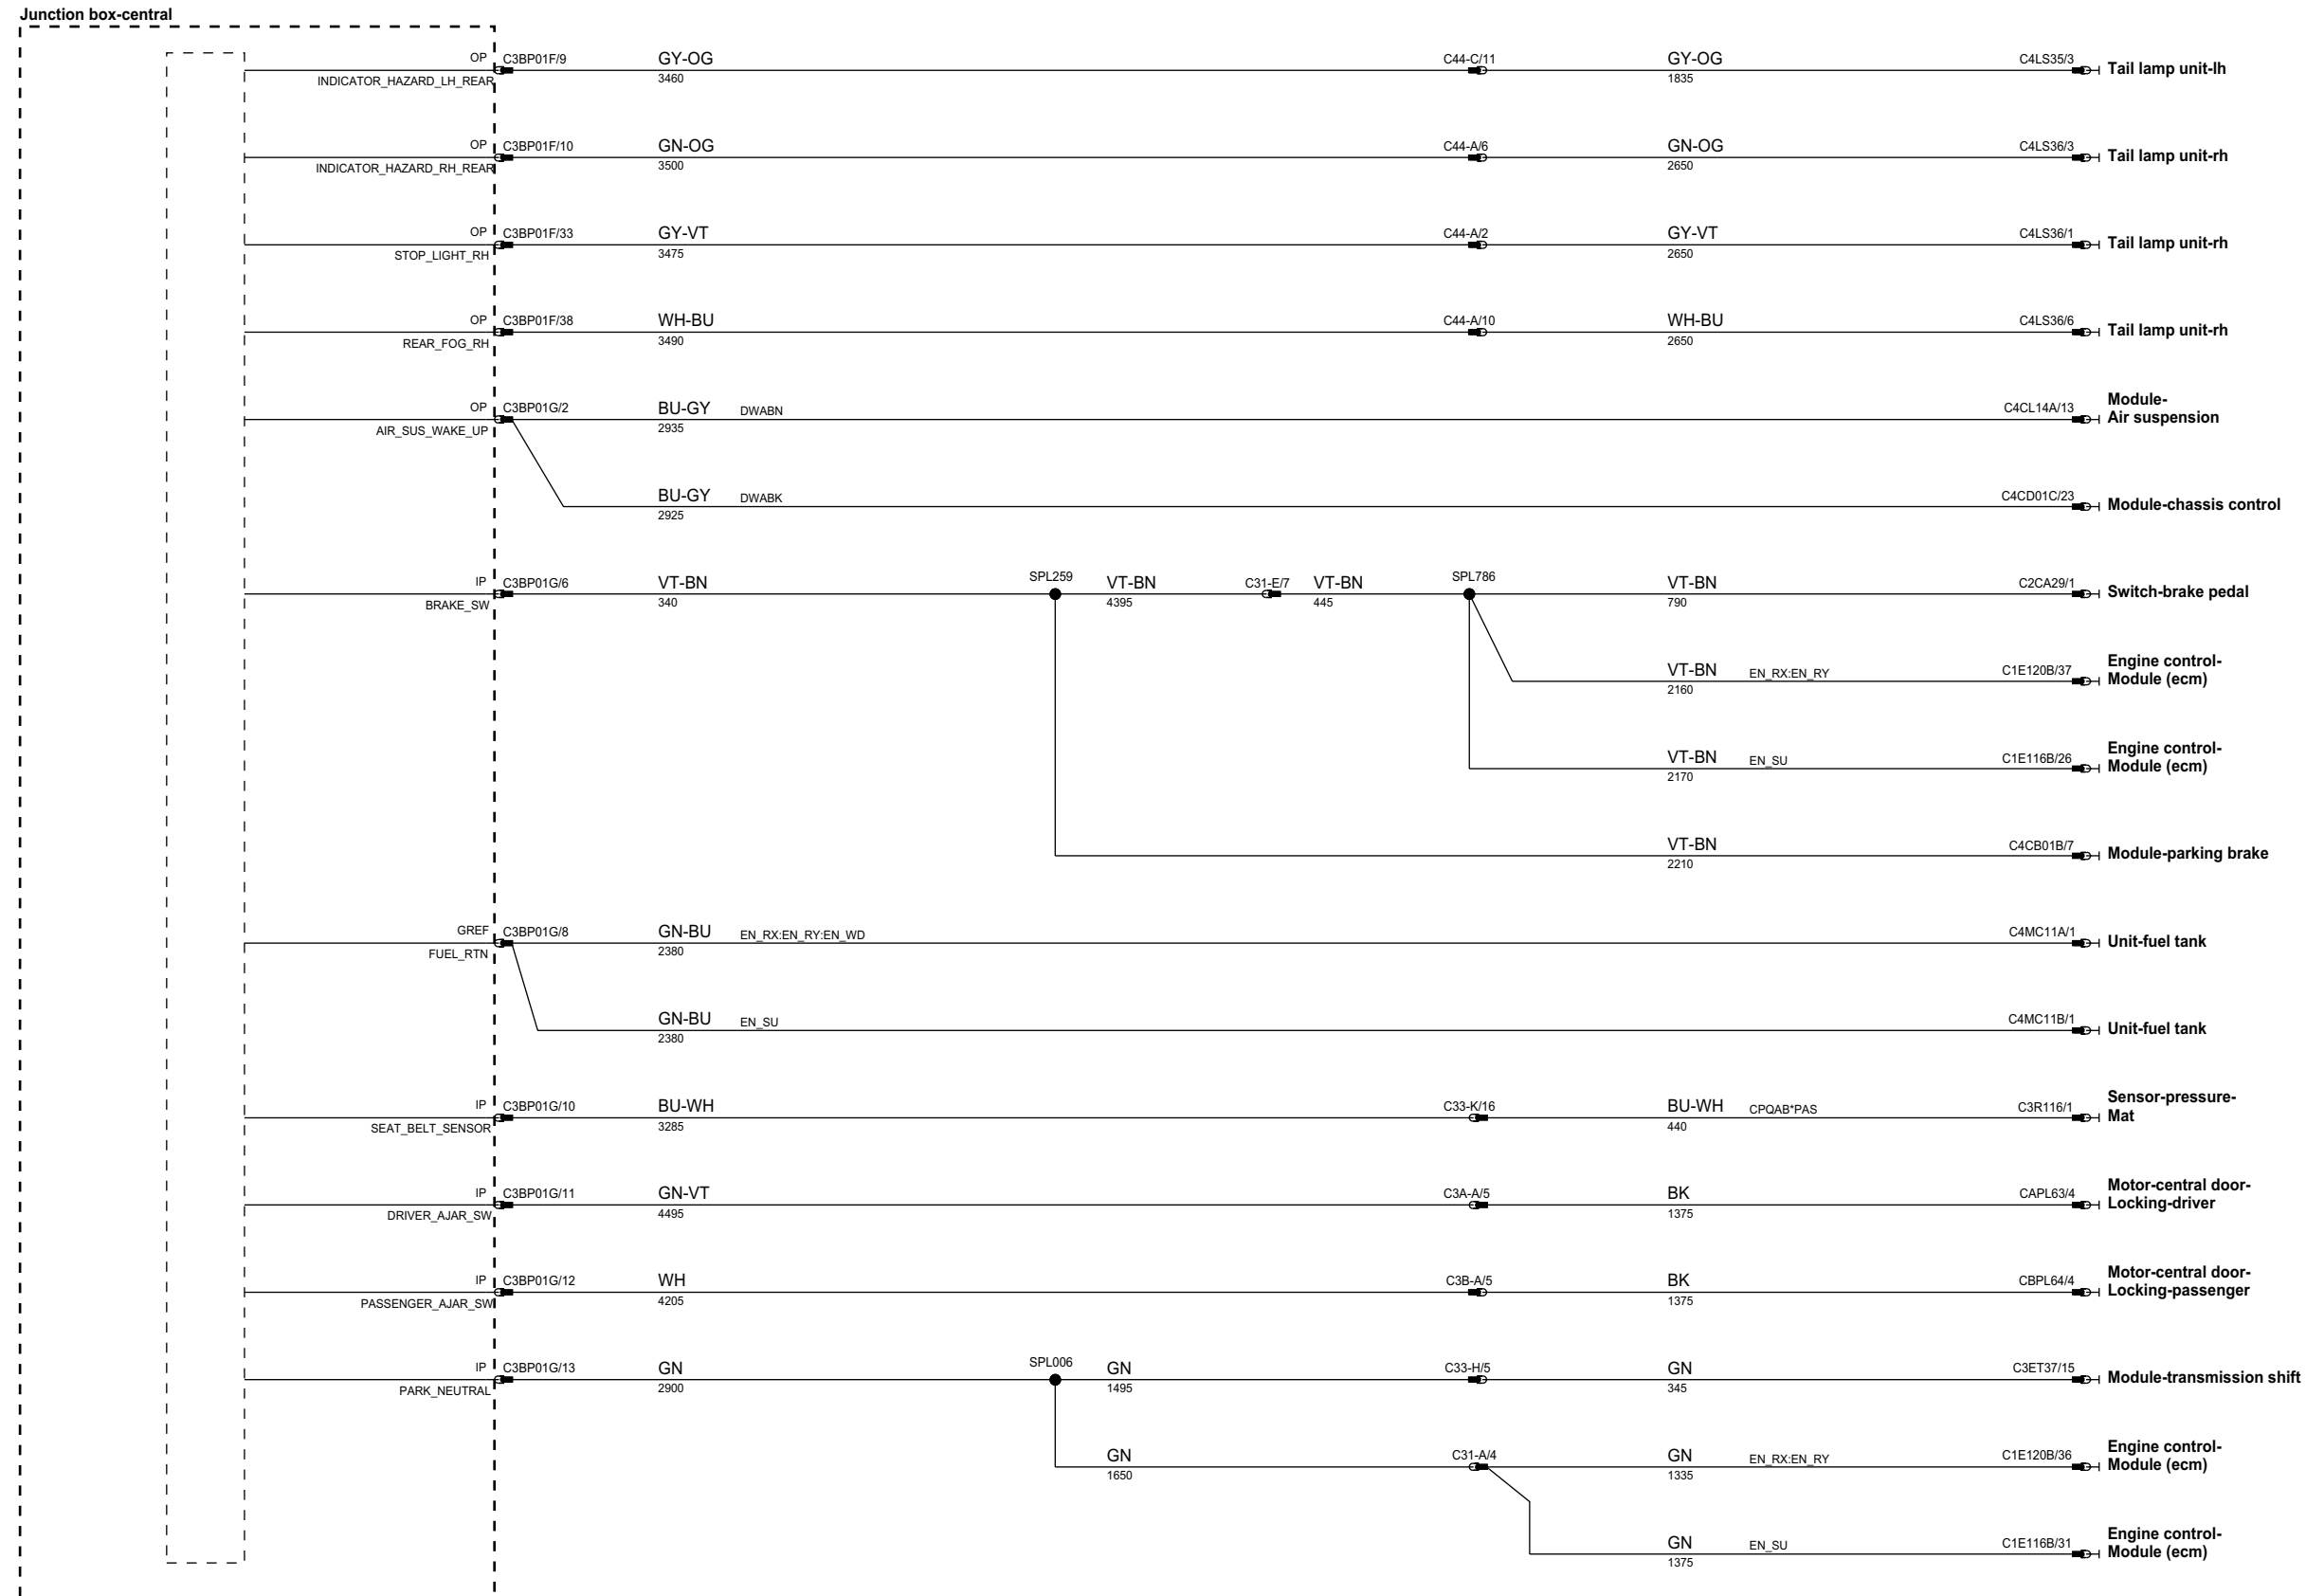 Junction box-central
OP C3BP01F/9 GY-OG C44-C/11 GY-OG C4LS35/3 Tail lamp unit-lh
INDICATOR_HAZARD_LH_REAR 3460 1835
OP C3BP01F/10 GN-OG C44-A/6 GN-OG C4LS36/3 Tail lamp unit-rh
INDICATOR_HAZARD_RH_REAR 3500 2650
OP C3BP01F/33 GY-VT C44-A/2 GY-VT C4LS36/1 Tail lamp unit-rh
STOP_LIGHT_RH 3475 2650
OP C3BP01F/38 WH-BU C44-A/10 WH-BU C4LS36/6 Tail lamp unit-rh
REAR_FOG_RH 3490 2650
OP C3BP01G/2 BU-GY DWABN C4CL14A/13 Module-
Air suspension
AIR_SUS_WAKE_UP 2935
BU-GY DWABK C4CD01C/23 Module-chassis control
2925
IP C3BP01G/6 VT-BN SPL259 VT-BN C31-E/7 VT-BN SPL786 VT-BN C2CA29/1 Switch-brake pedal
BRAKE_SW 340 4395 445 790
VT-BN EN_RX:EN_RY C1E120B/37 Engine control-
Module (ecm)
2160
VT-BN EN_SU C1E116B/26 Engine control-
Module (ecm)
2170
VT-BN C4CB01B/7 Module-parking brake
2210
GREF C3BP01G/8 GN-BU EN_RX:EN_RY:EN_WD C4MC11A/1 Unit-fuel tank
FUEL_RTN 2380
GN-BU EN_SU C4MC11B/1 Unit-fuel tank
2380
IP C3BP01G/10 BU-WH C33-K/16 BU-WH CPQAB*PAS C3R116/1 Sensor-pressure-
Mat
SEAT_BELT_SENSOR 3285 440
IP C3BP01G/11 GN-VT C3A-A/5 BK CAPL63/4 Motor-central door-
Locking-driver
DRIVER_AJAR_SW 4495 1375
IP C3BP01G/12 WH C3B-A/5 BK CBPL64/4 Motor-central door-
Locking-passenger
PASSENGER_AJAR_SW 4205 1375
IP C3BP01G/13 GN SPL006 GN C33-H/5 GN C3ET37/15 Module-transmission shift
PARK_NEUTRAL 2900 1495 345
GN C31-A/4 GN EN_RX:EN_RY C1E120B/36 Engine control-
Module (ecm)
1650 1335
GN EN_SU C1E116B/31 Engine control-
Module (ecm)
1375